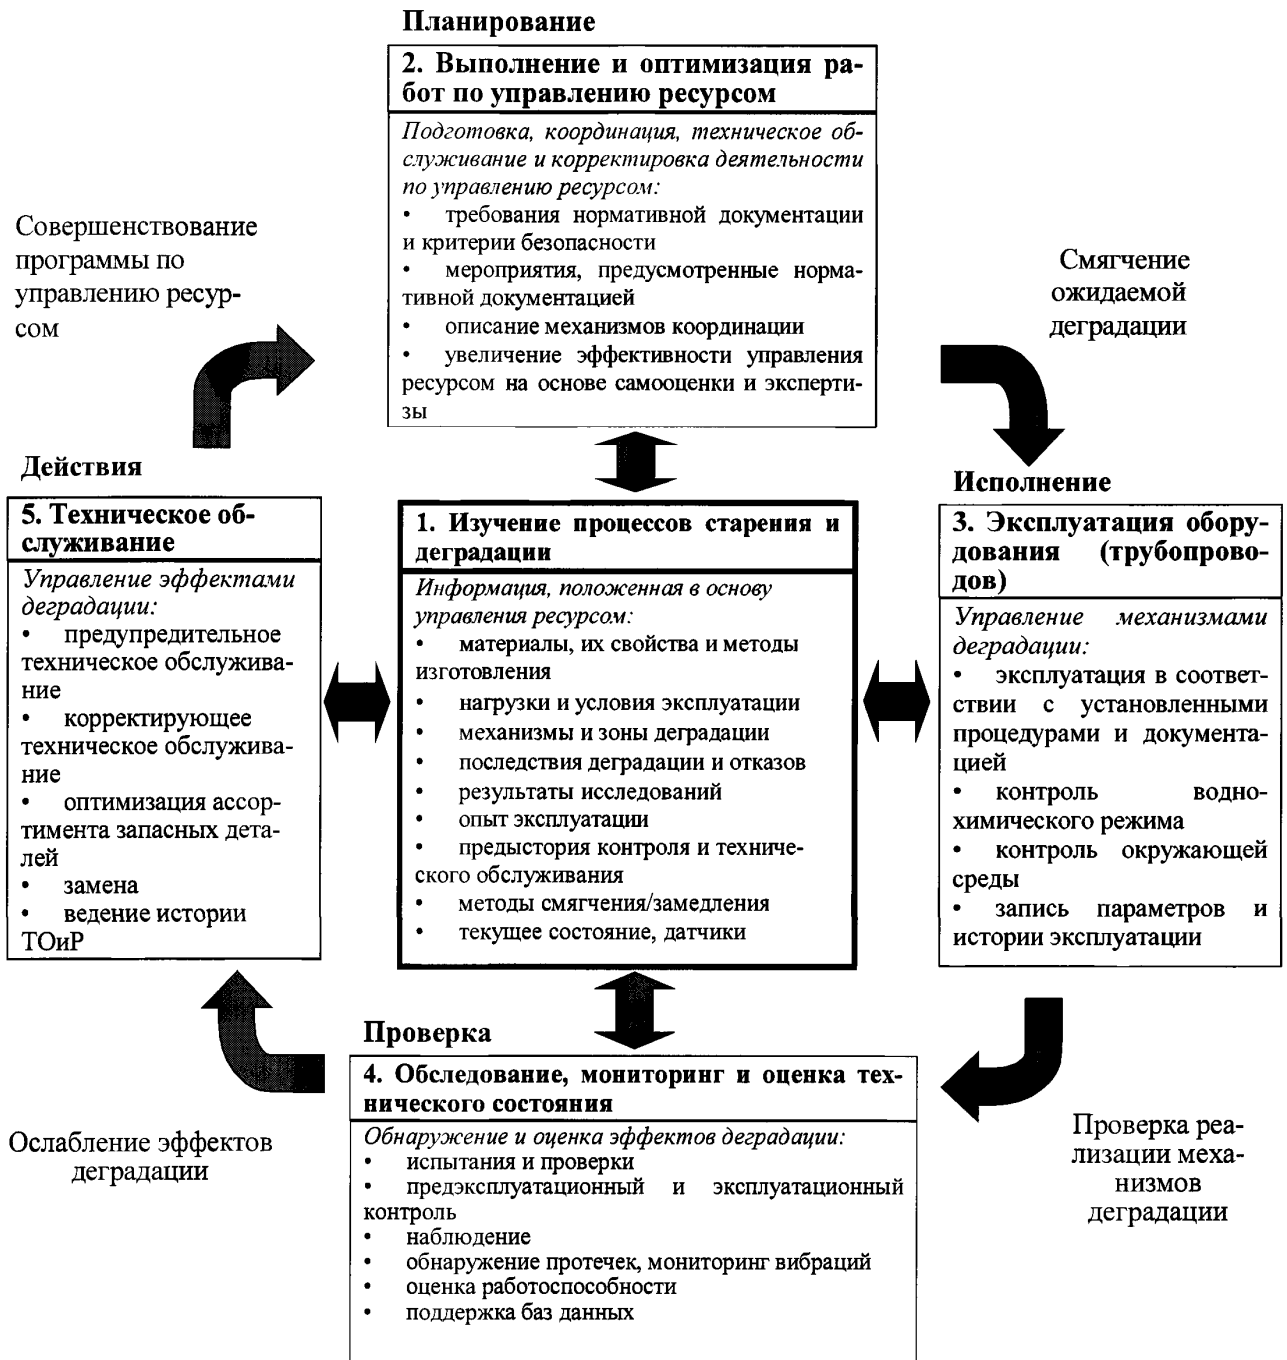 Планирование
2. Выполнение и оптимизация ра-
бот по управлению ресурсом
Подготовка, координация, техническое об-
служивание и корректировка деятельности
по управлению ресурсом:
• требования нормативной документации
и критерии безопасности
• мероприятия, предусмотренные норма-
тивной документацией
• описание механизмов координации
• увеличение эффективности управления
ресурсом на основе самооценки и эксперти-
зы
Совершенствование
программы по
управлению ресур-
сом
Смягчение
ожидаемой
деградации
Действия
5. Техническое об-
служивание
Управление эффектами
деградации:
• предупредительное
техническое обслужива-
ние
• корректирующее
техническое обслужива-
ние
• оптимизация ассор-
тимента запасных дета-
лей
• замена
• ведение истории
ТОиР
1. Изучение процессов старения и
деградации
Информация, положенная в основу
управления ресурсом:
• материалы, их свойства и методы
изготовления
• нагрузки и условия эксплуатации
• механизмы и зоны деградации
• последствия деградации и отказов
• результаты исследований
• опыт эксплуатации
• предыстория контроля и техниче-
ского обслуживания
• методы смягчения/замедления
• текущее состояние, датчики
Исполнение
3. Эксплуатация обору-
дования (трубопрово-
дов)
Управление механизмами
деградации:
• эксплуатация в соответ-
ствии с установленными
процедурами и документа-
цией
• контроль водно-
химического режима
• контроль окружающей
среды
• запись параметров и
истории эксплуатации
Проверка
4. Обследование, мониторинг и оценка тех-
нического состояния
Обнаружение и оценка эффектов деградации:
• испытания и проверки
• предэксплуатационный и эксплуатационный
контроль
• наблюдение
• обнаружение протечек, мониторинг вибраций
• оценка работоспособности
• поддержка баз данных
Ослабление эффектов
деградации
Проверка реа-
лизации меха-
низмов
деградации